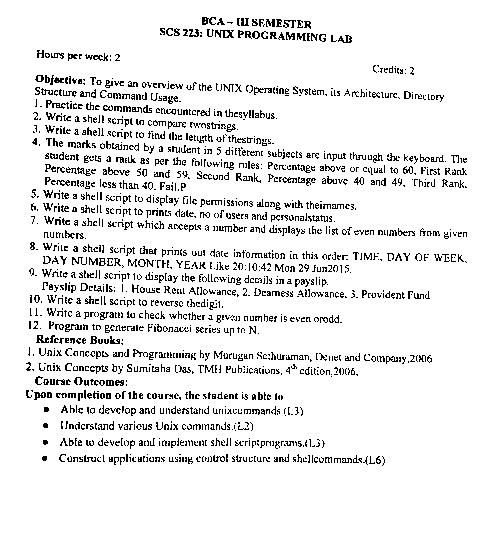 BCA – III SEMESTER
SCS 223: UNIX PROGRAMMING LAB
Hours per week: 2
Credits: 2
Objective: To give an overview of the UNIX Operating System, its Architecture, Directory
Structure and Command Usage.
1. Practice the commands encountered in thesyllabus.
2. Write a shell script to compare twostrings.
3. Write a shell script to find the length of thestrings.
4. The marks obtained by a student in 5 different subjects are input through the keyboard. The
student gets a rank as per the following rules: Percentage above or equal to 60, First Rank
Percentage above 50 and 59, Second Rank, Percentage above 40 and 49, Third Rank,
Percentage less than 40, Fail.P
5. Write a shell script to display file permissions along with theirnames.
6. Write a shell script to prints date, no of users and personalstatus.
7. Write a shell script which accepts a number and displays the list of even numbers from given
numbers.
8. Write a shell script that prints out date information in this order: TIME, DAY OF WEEK,
DAY NUMBER, MONTH, YEAR Like 20:10:42 Mon 29 Jun2015.
9. Write a shell script to display the following details in a payslip.
Payslip Details: 1. House Rent Allowance, 2. Dearness Allowance, 3. Provident Fund
10. Write a shell script to reverse thedigit.
11. Write a program to check whether a given number is even orodd.
12. Program to generate Fibonacci series up to N.
Reference Books:
1. Unix Concepts and Programming by Murugan Sethuraman, Denet and Company,2006
2. Unix Concepts by Sumitaba Das, TMH Publications, 4th edition,2006.
Course Outcomes:
Upon completion of the course, the student is able to
• Able to develop and understand unixcummands (L3)
• Understand various Unix commands.(L2)
• Able to develop and implement shell scriptprograms.(L3)
• Construct applications using control structure and shellcommands.(L6)